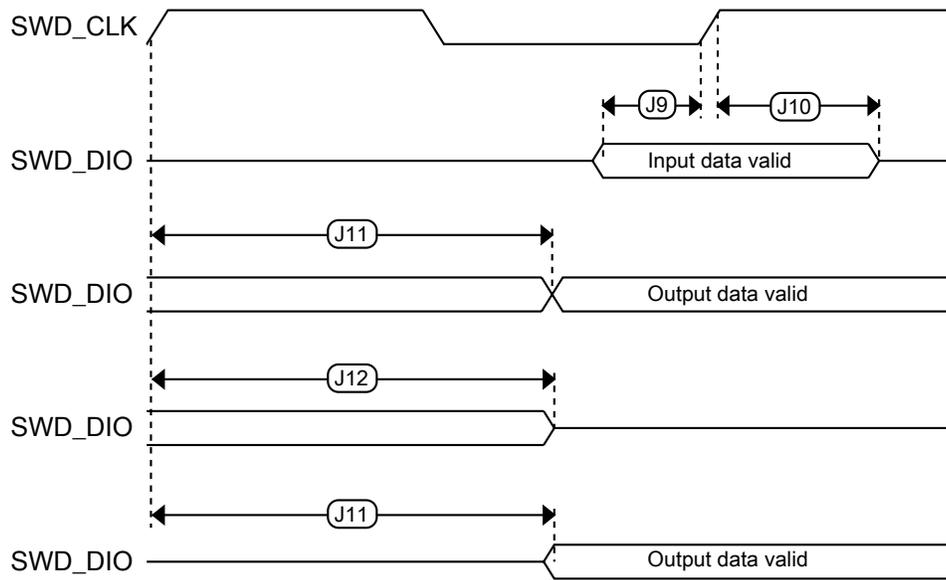 SWD_CLK
J9
J10
SWD_DIO
Input data valid
J11
SWD_DIO
Output data valid
J12
SWD_DIO
J11
SWD_DIO
Output data valid